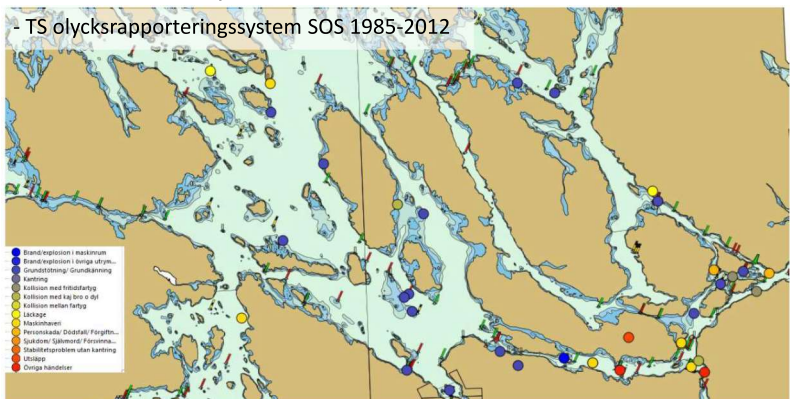 - TS olycksrapporteringssystem SOS 1985-2012
Brand/explosion i maskinrum
Brand/explosion i övriga utrym...
Grundstötning/ Grundkänning
Kantring
Kollision med fritidsfartyg
Kollision med kaj bro o dyl
Kollision mellan fartyg
Läckage
Maskinhaveri
Personskada/ Dödsfall/ Förgiftn...
Sjukdom/ Självmord/ Försvinna...
Stabilitetsproblem utan kantring
Utsläpp
Övriga händelser